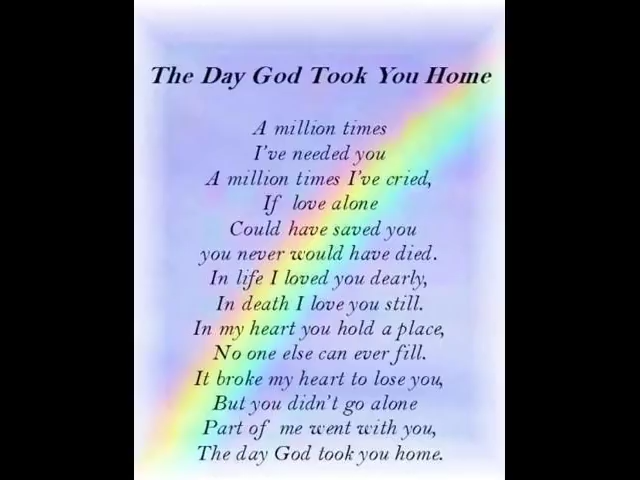 The Day God Took You Home
A million times
I've needed you
A million times I've cried,
If love alone
Could have saved you
you never would have died.
In life I loved you dearly,
In death I love you still.
In my heart you hold a place,
No one else can ever fill.
It broke my heart to lose you,
But you didn't go alone
Part of me went with you,
The day God took you home.